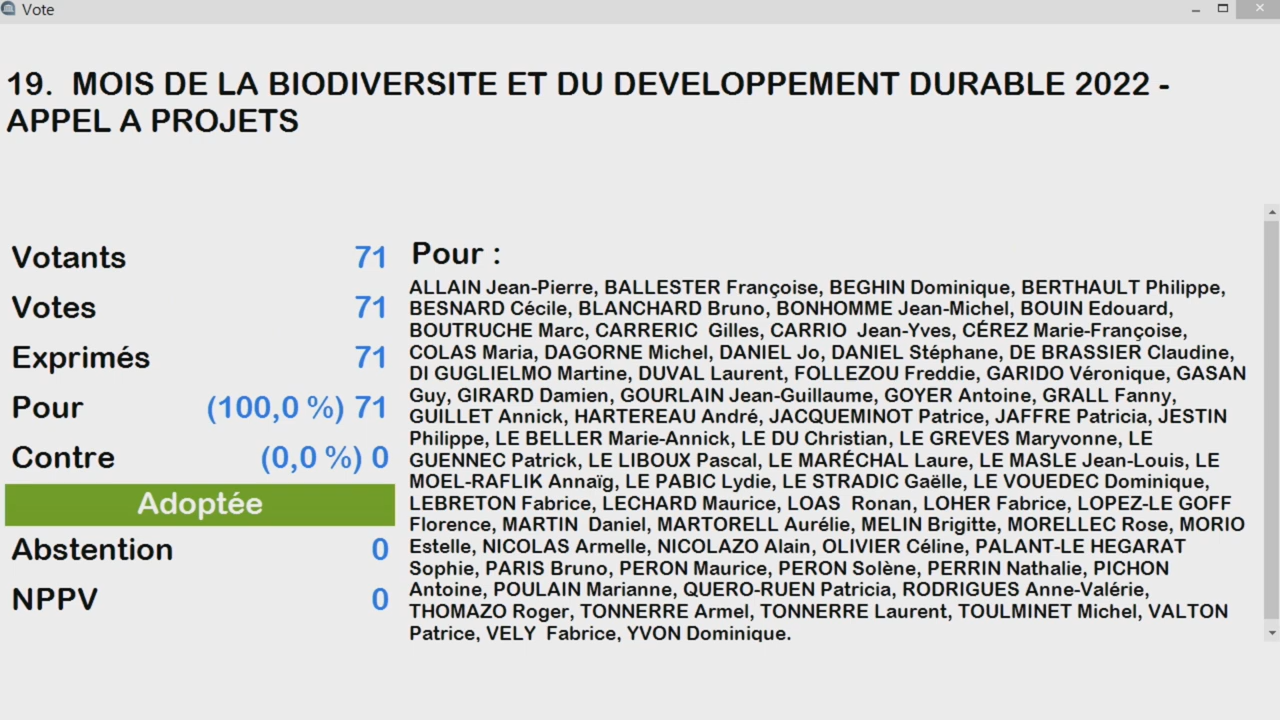 Vote
19. MOIS DE LA BIODIVERSITE ET DU DEVELOPPEMENT DURABLE 2022 -
APPEL A PROJETS
Votants 71
Votes 71
Exprimés 71
Pour (100,0 %) 71
Contre (0,0 %) 0
Adoptée
Abstention 0
NPPV 0
Pour :
ALLAIN Jean-Pierre, BALLESTER Françoise, BEGHIN Dominique, BERTHAULT Philippe,
BESNARD Cécile, BLANCHARD Bruno, BONHOMME Jean-Michel, BOUIN Edouard,
BOUTRUCHE Marc, CARRERIC Gilles, CARRIO Jean-Yves, CÉREZ Marie-Françoise,
COLAS Maria, DAGORNE Michel, DANIEL Jo, DANIEL Stéphane, DE BRASSIER Claudine,
DI GUGLIELMO Martine, DUVAL Laurent, FOLLEZOU Freddie, GARIDO Véronique, GASAN
Guy, GIRARD Damien, GOURLAIN Jean-Guillaume, GOYER Antoine, GRALL Fanny,
GUILLET Annick, HARTEREAU André, JACQUEMINOT Patrice, JAFFRE Patricia, JESTIN
Philippe, LE BELLER Marie-Annick, LE DU Christian, LE GREVES Maryvonne, LE
GUENNEC Patrick, LE LIBOUX Pascal, LE MARÉCHAL Laure, LE MASLE Jean-Louis, LE
MOEL-RAFLIK Annaïg, LE PABIC Lydie, LE STRADIC Gaëlle, LE VOUEDEC Dominique,
LEBRETON Fabrice, LECHARD Maurice, LOAS Ronan, LOHER Fabrice, LOPEZ-LE GOFF
Florence, MARTIN Daniel, MARTORELL Aurélie, MELIN Brigitte, MORELLEC Rose, MORIO
Estelle, NICOLAS Armelle, NICOLAZO Alain, OLIVIER Céline, PALANT-LE HEGARAT
Sophie, PARIS Bruno, PERON Maurice, PERON Solène, PERRIN Nathalie, PICHON
Antoine, POULAIN Marianne, QUERO-RUEN Patricia, RODRIGUES Anne-Valérie,
THOMAZO Roger, TONNERRE Armel, TONNERRE Laurent, TOULMINET Michel, VALTON
Patrice, VELY Fabrice, YVON Dominique.